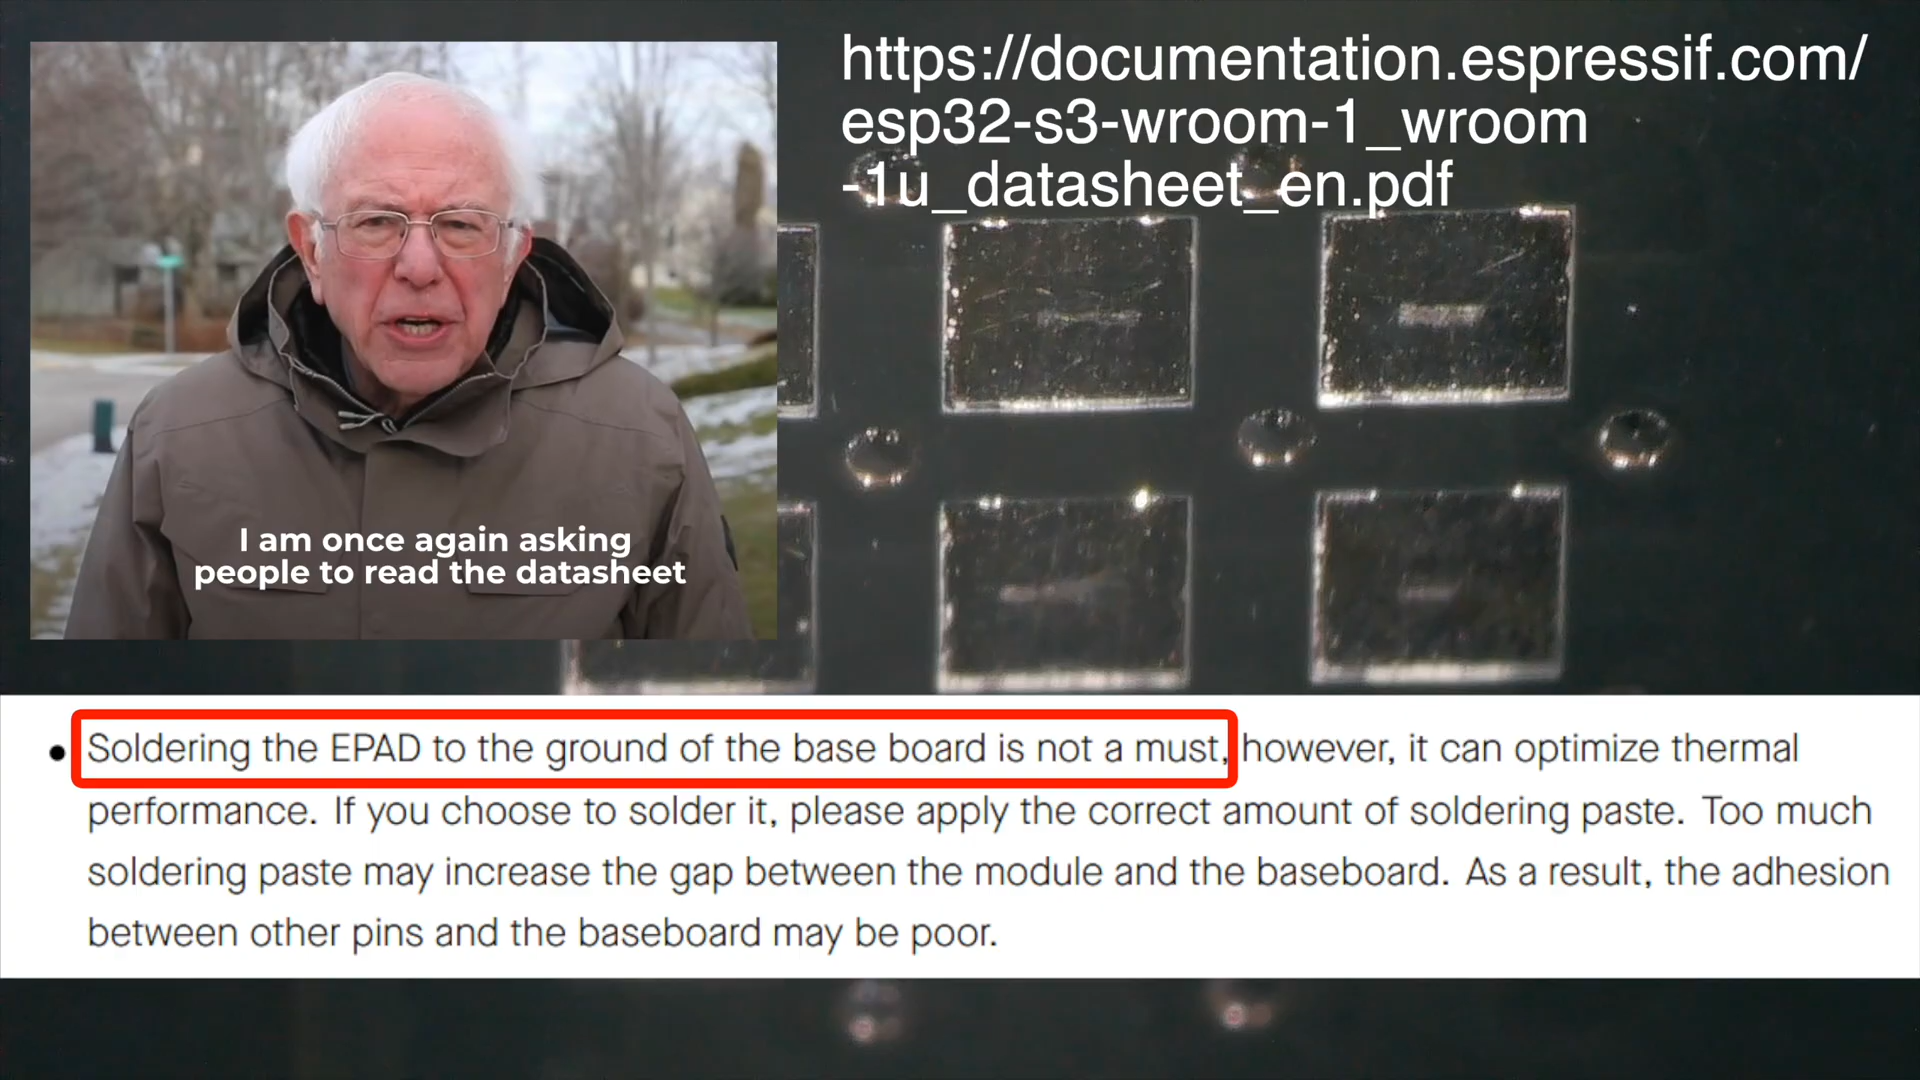 https://documentation.espressif.com/
esp32-s3-wroom-1_wroom
-1u_datasheet_en.pdf
I am once again asking
people to read the datasheet
• Soldering the EPAD to the ground of the base board is not a must, however, it can optimize thermal
performance. If you choose to solder it, please apply the correct amount of soldering paste. Too much
soldering paste may increase the gap between the module and the baseboard. As a result, the adhesion
between other pins and the baseboard may be poor.